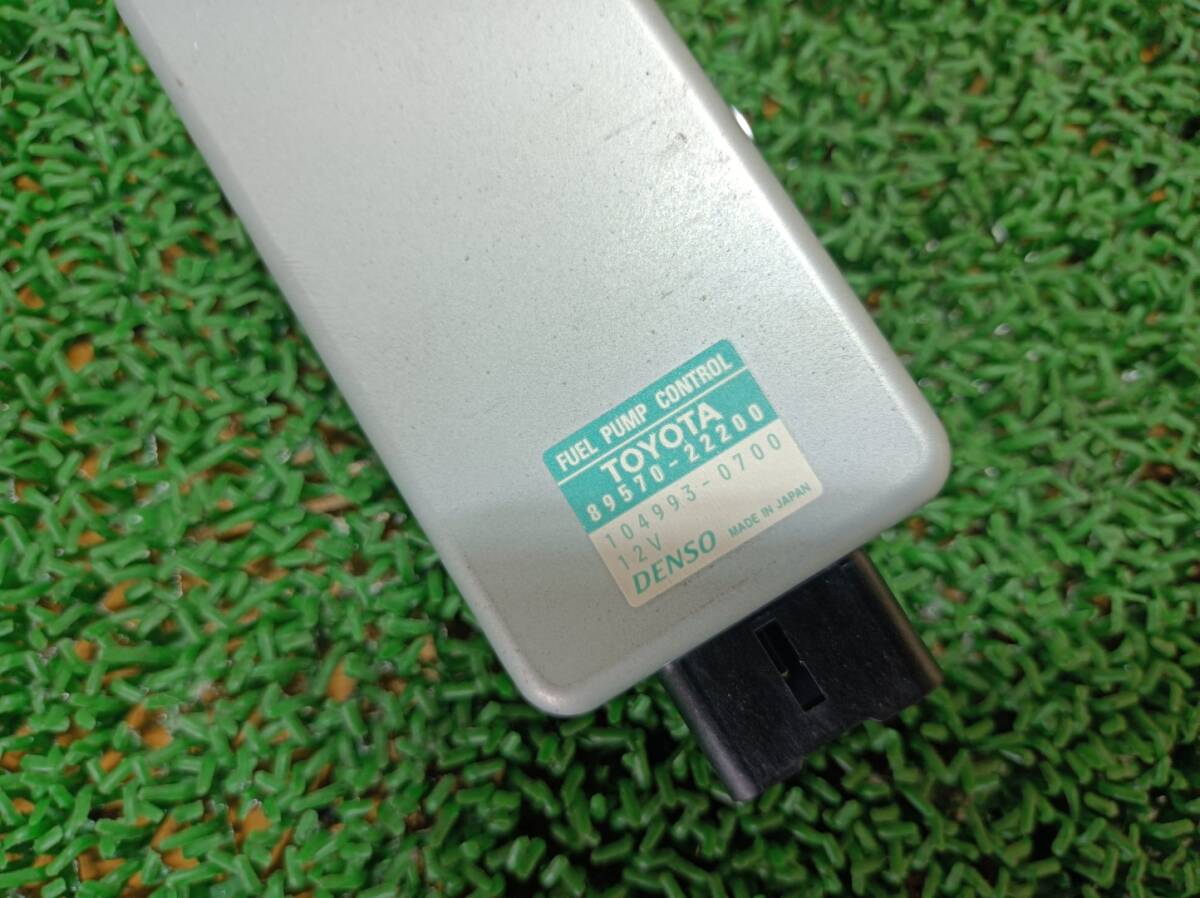 FUEL PUMP CONTROL
TOYOTA
89570-22200
104993-0700
12V
DENSO MADE IN JAPAN